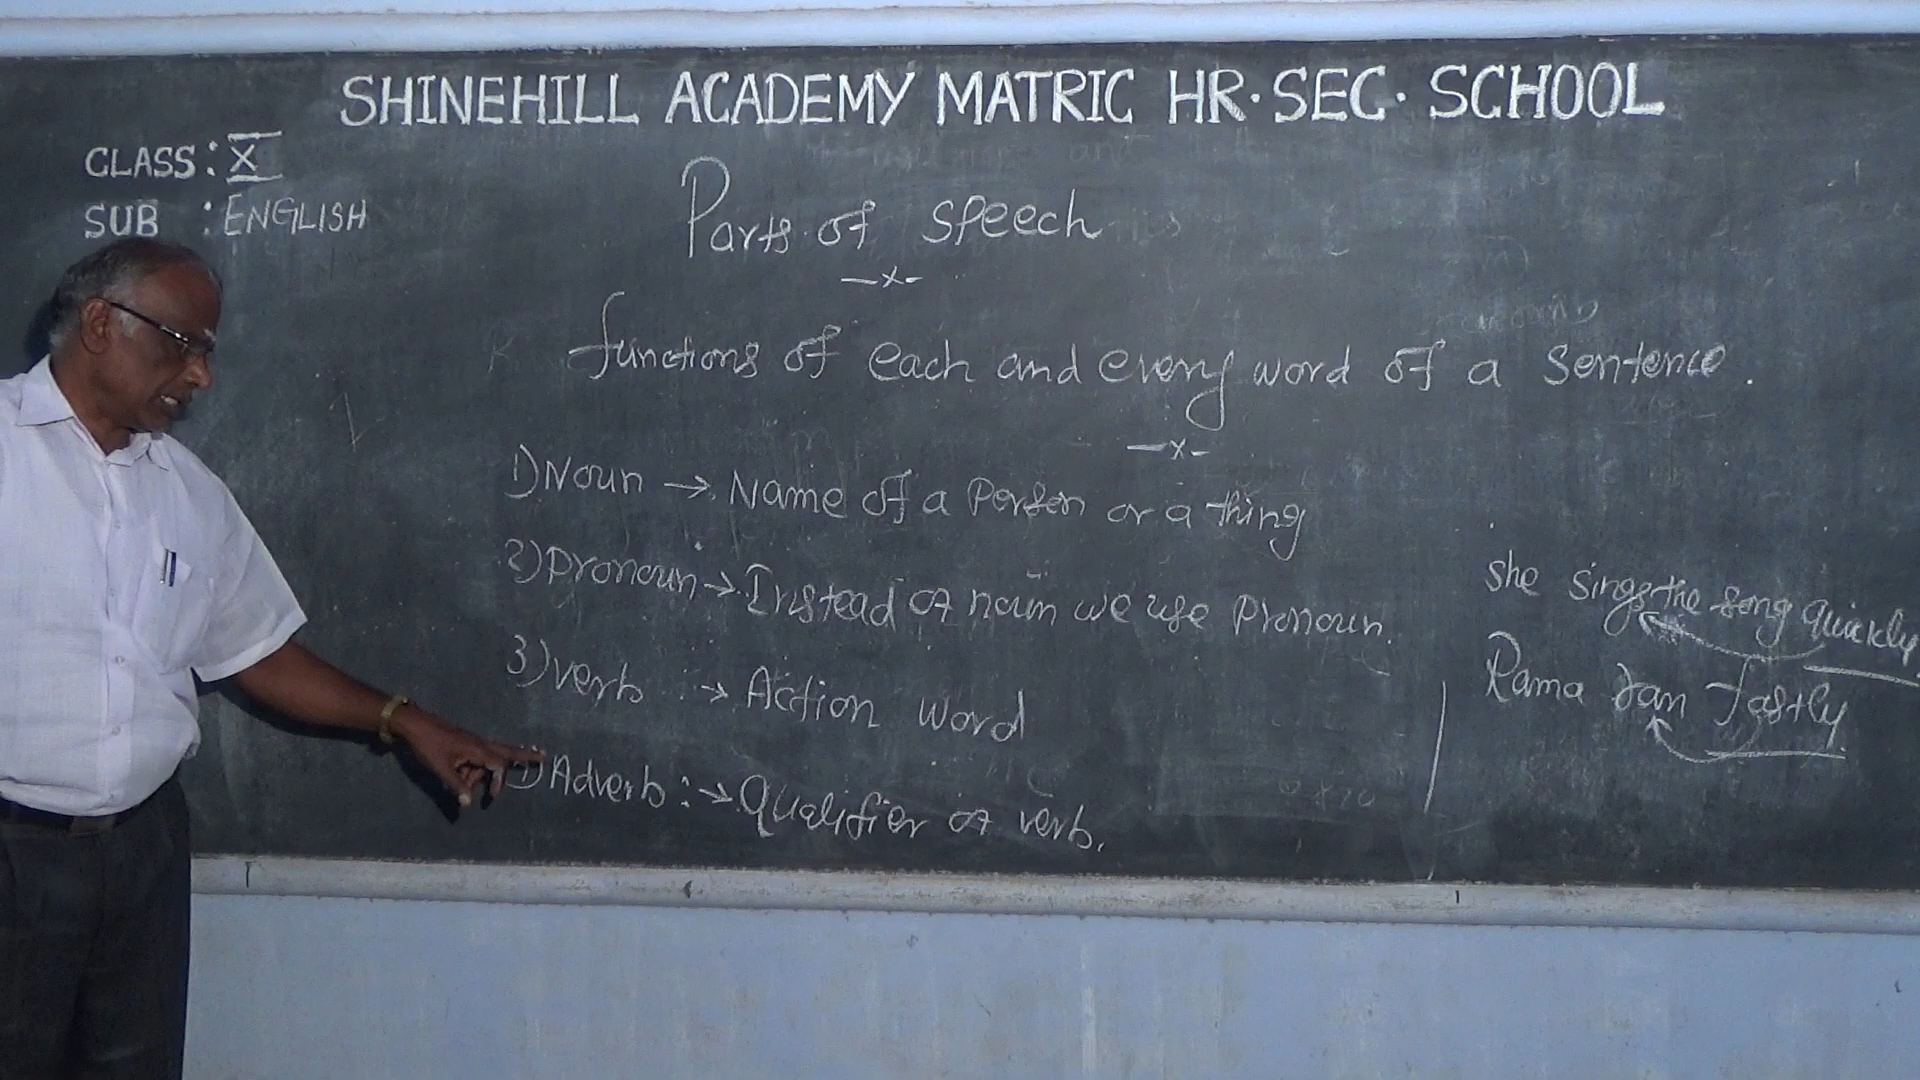 SHINEHILL ACADEMY MATRIC HR.SEC. SCHOOL
CLASS : X
SUB : ENGLISH
Parts of speech
functions of each and every word of a sentence.
1) Noun → Name of a person or a thing
2) pronoun → Instead of noun we use pronoun.
3) verb : → Action word
Adverb : → Qualifier of verb.
she sings the song quickly
Rama ran fastly